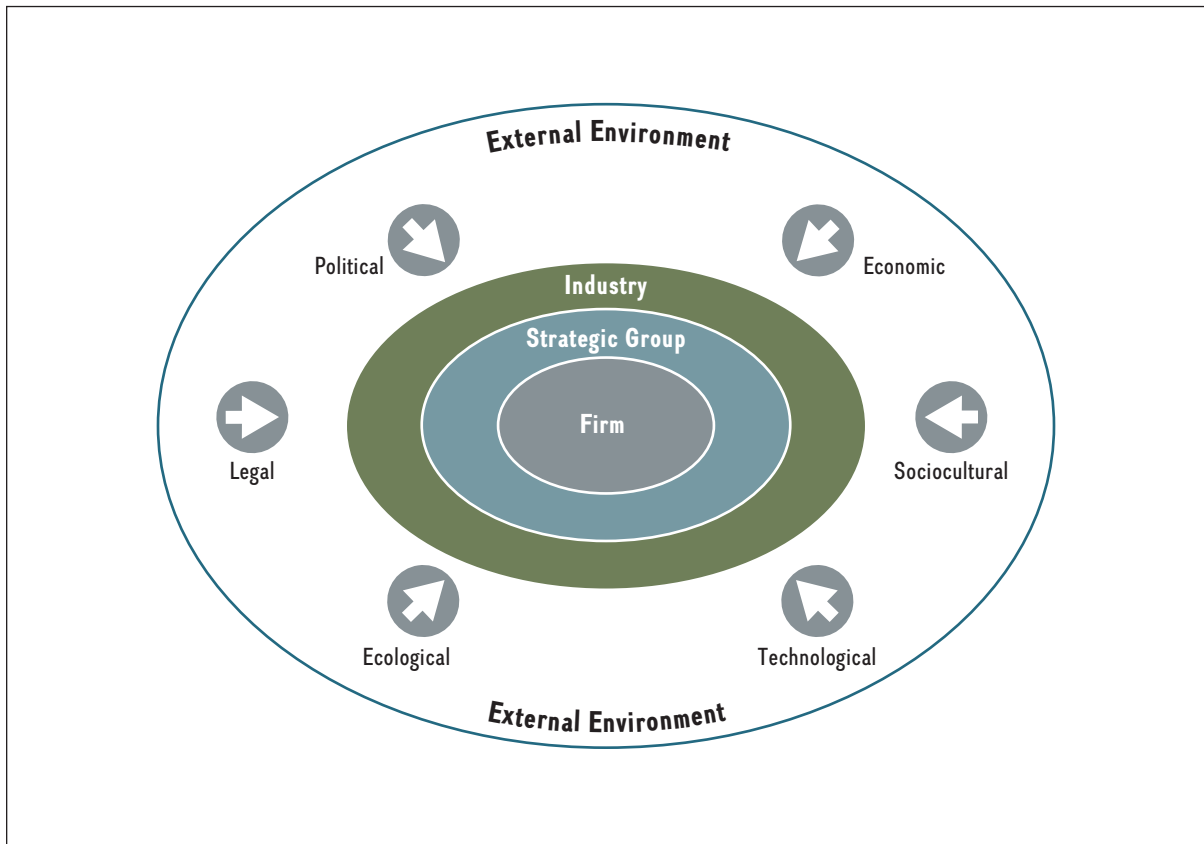 External Environment
Political
Economic
Industry
Strategic Group
Firm
Legal
Sociocultural
Ecological
Technological
External Environment